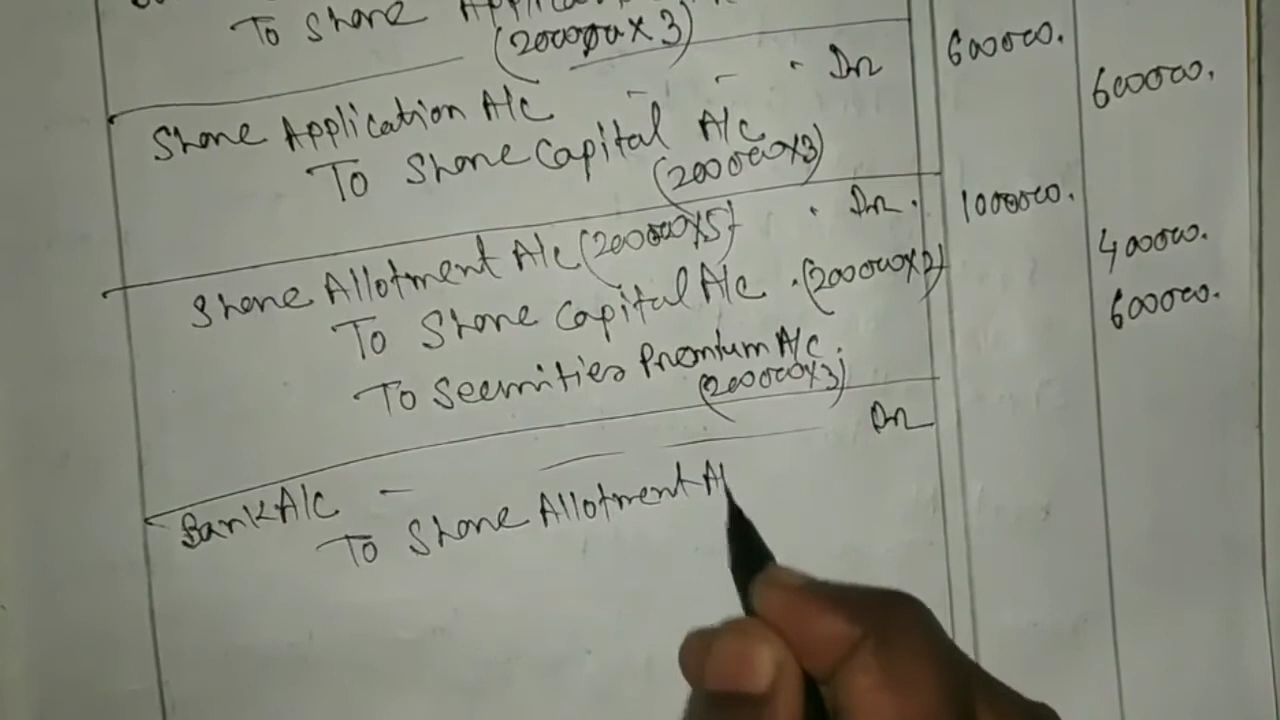 To Share Application
(200000 x 3)
Share Application A/c - - - Dr 600000.
To Share Capital A/c 600000.
(200000x3)
Share Allotment A/c (200000x5) . Dr. 1000000.
To Share Capital A/c . (200000x2) 400000.
To Securities Premium A/c. 600000.
(200000x3)
Bank A/c - Dr
To Share Allotment A/